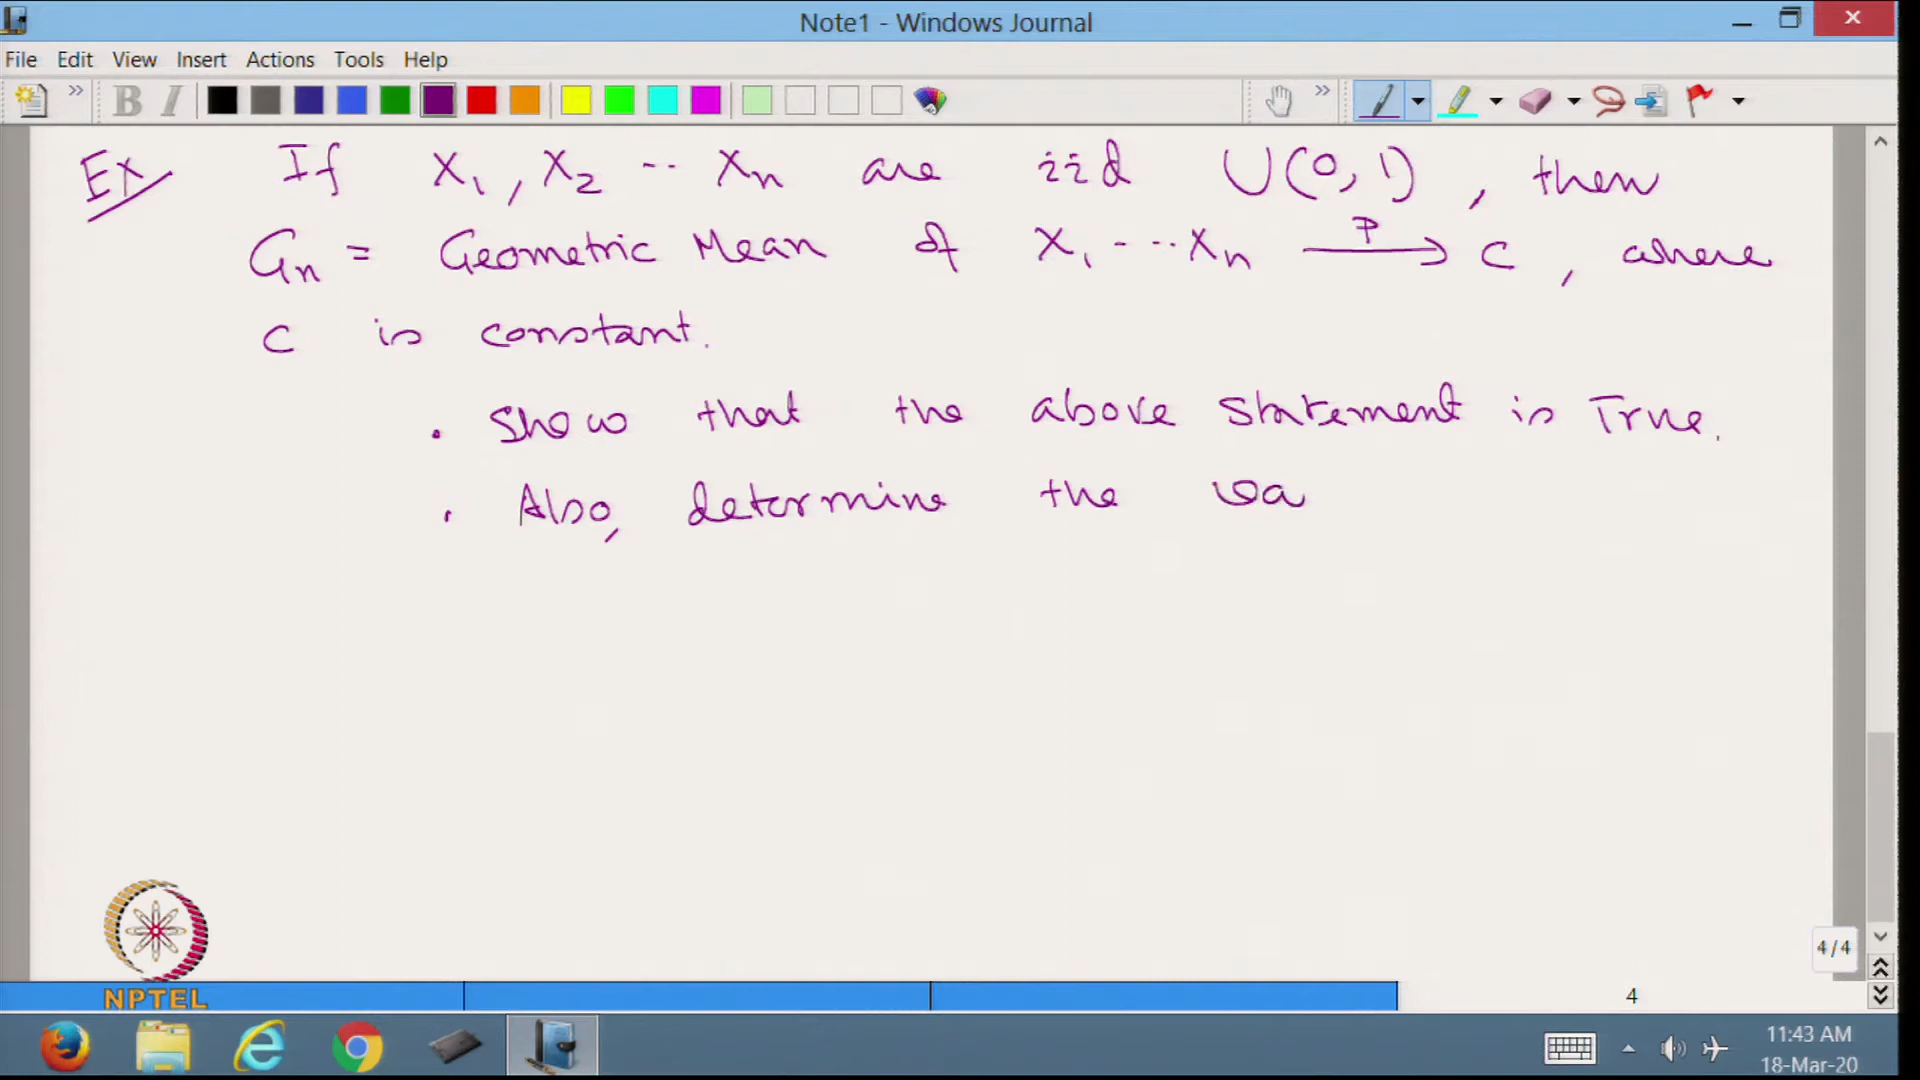 Note1 - Windows Journal
File Edit View Insert Actions Tools Help
B I
Ex If X1, X2 -- Xn are iid U(0,1), then
Gn = Geometric Mean of X1 ---Xn P→ c, where
c is constant.
. Show that the above statement is True.
. Also, determine the va
4/4
NPTEL
4
11:43 AM
18-Mar-20